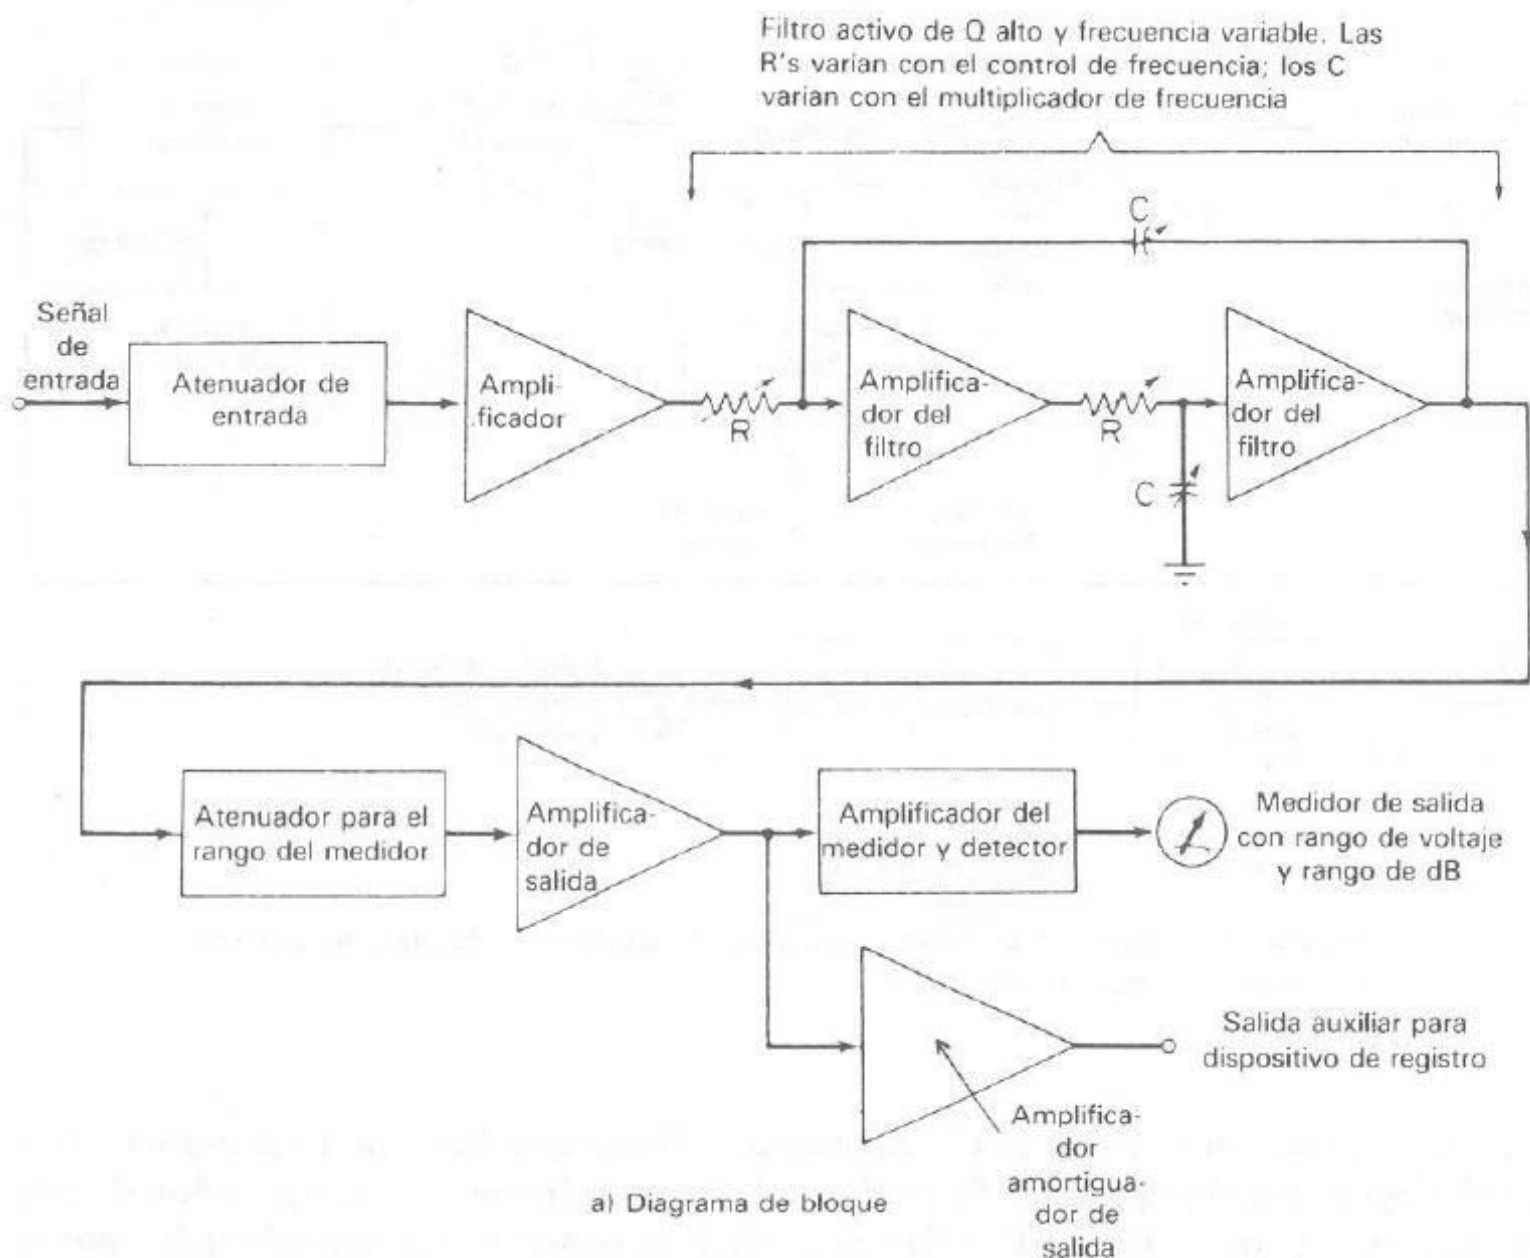 Filtro activo de Q alto y frecuencia variable. Las
R's varían con el control de frecuencia; los C
varían con el multiplicador de frecuencia
C
Señal
de
entrada
Atenuador de
entrada
Ampli-
ficador
R
Amplifica-
dor del
filtro
R
C
Amplifica-
dor del
filtro
Atenuador para el
rango del medidor
Amplifica-
dor de
salida
Amplificador del
medidor y detector
Medidor de salida
con rango de voltaje
y rango de dB
Salida auxiliar para
dispositivo de registro
Amplifica-
dor
amortigua-
dor de
salida
a) Diagrama de bloque